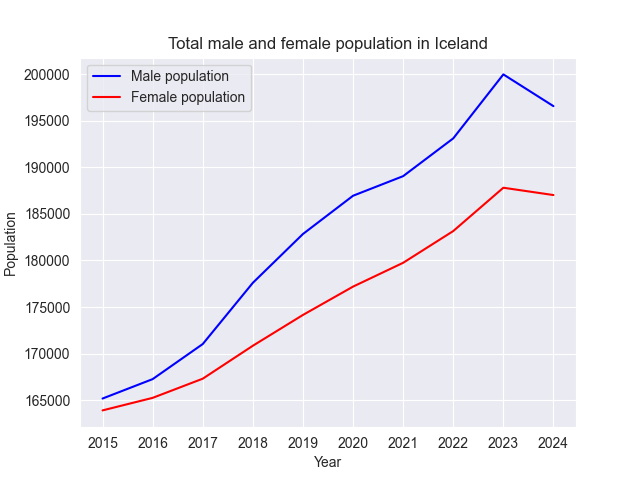 Total male and female population in Iceland
Male population
Female population
200000
195000
190000
185000
180000
175000
170000
165000
Population
2015 2016 2017 2018 2019 2020 2021 2022 2023 2024
Year